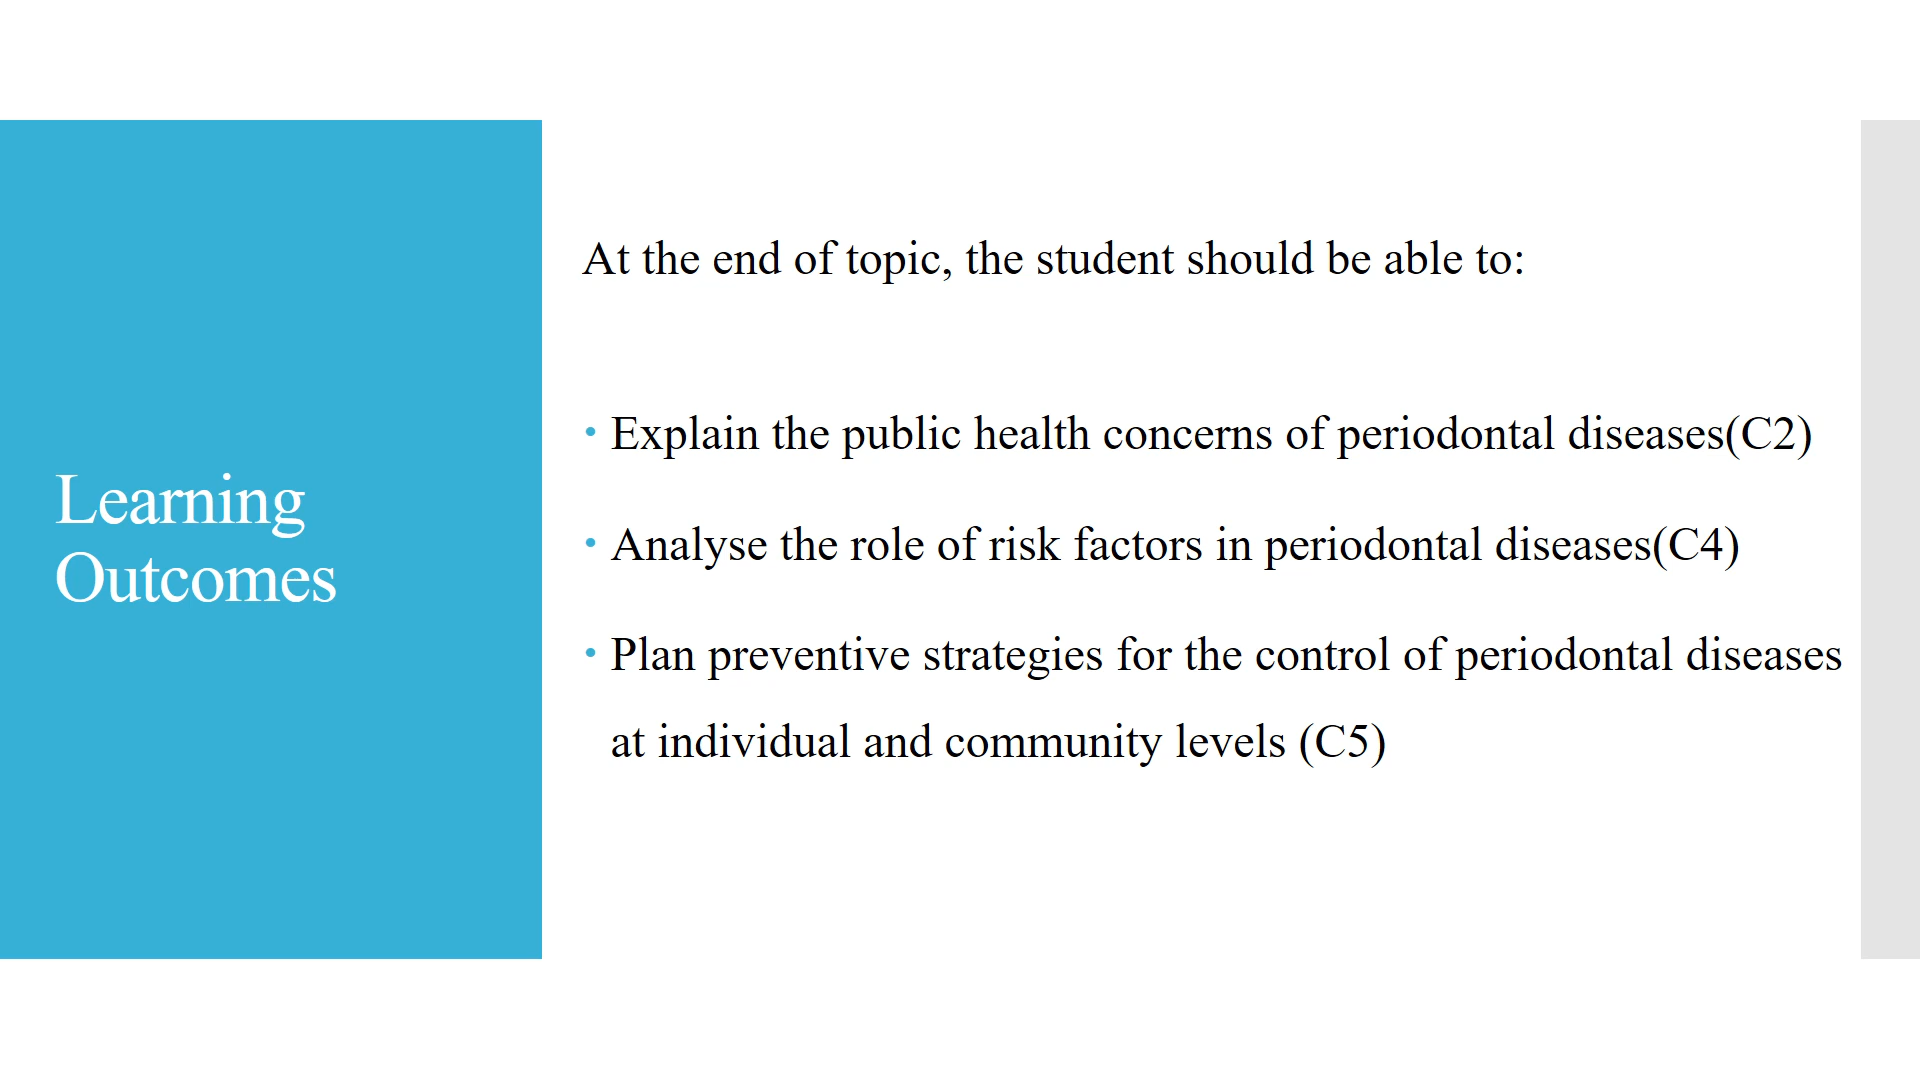 Learning
Outcomes
At the end of topic, the student should be able to:
• Explain the public health concerns of periodontal diseases(C2)
• Analyse the role of risk factors in periodontal diseases(C4)
• Plan preventive strategies for the control of periodontal diseases
at individual and community levels (C5)